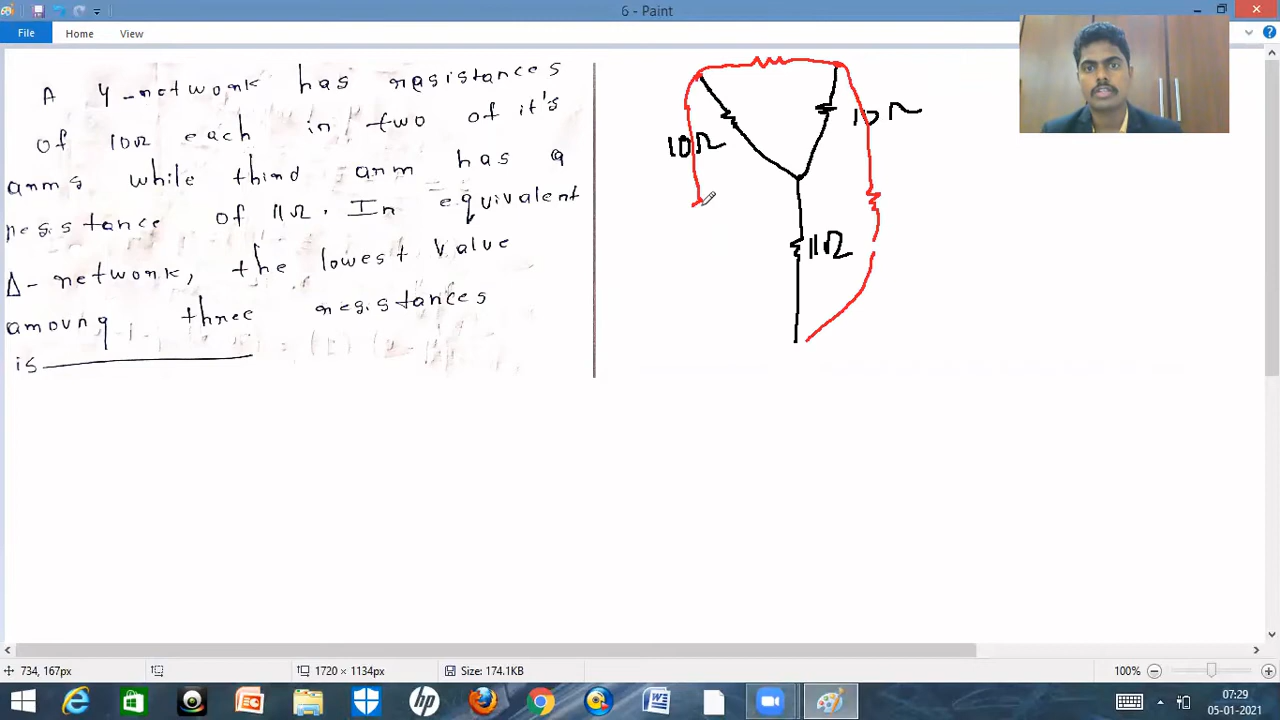 6 - Paint
File Home View
A Y-network has resistances
of 10Ω each in two of it's
arms while third arm has a
resistance of 11Ω. In equivalent
Δ- network, the lowest value
among three resistances
is
10Ω
10Ω
11Ω
734, 167px
1720 × 1134px
Size: 174.1KB
100%
07:29
05-01-2021